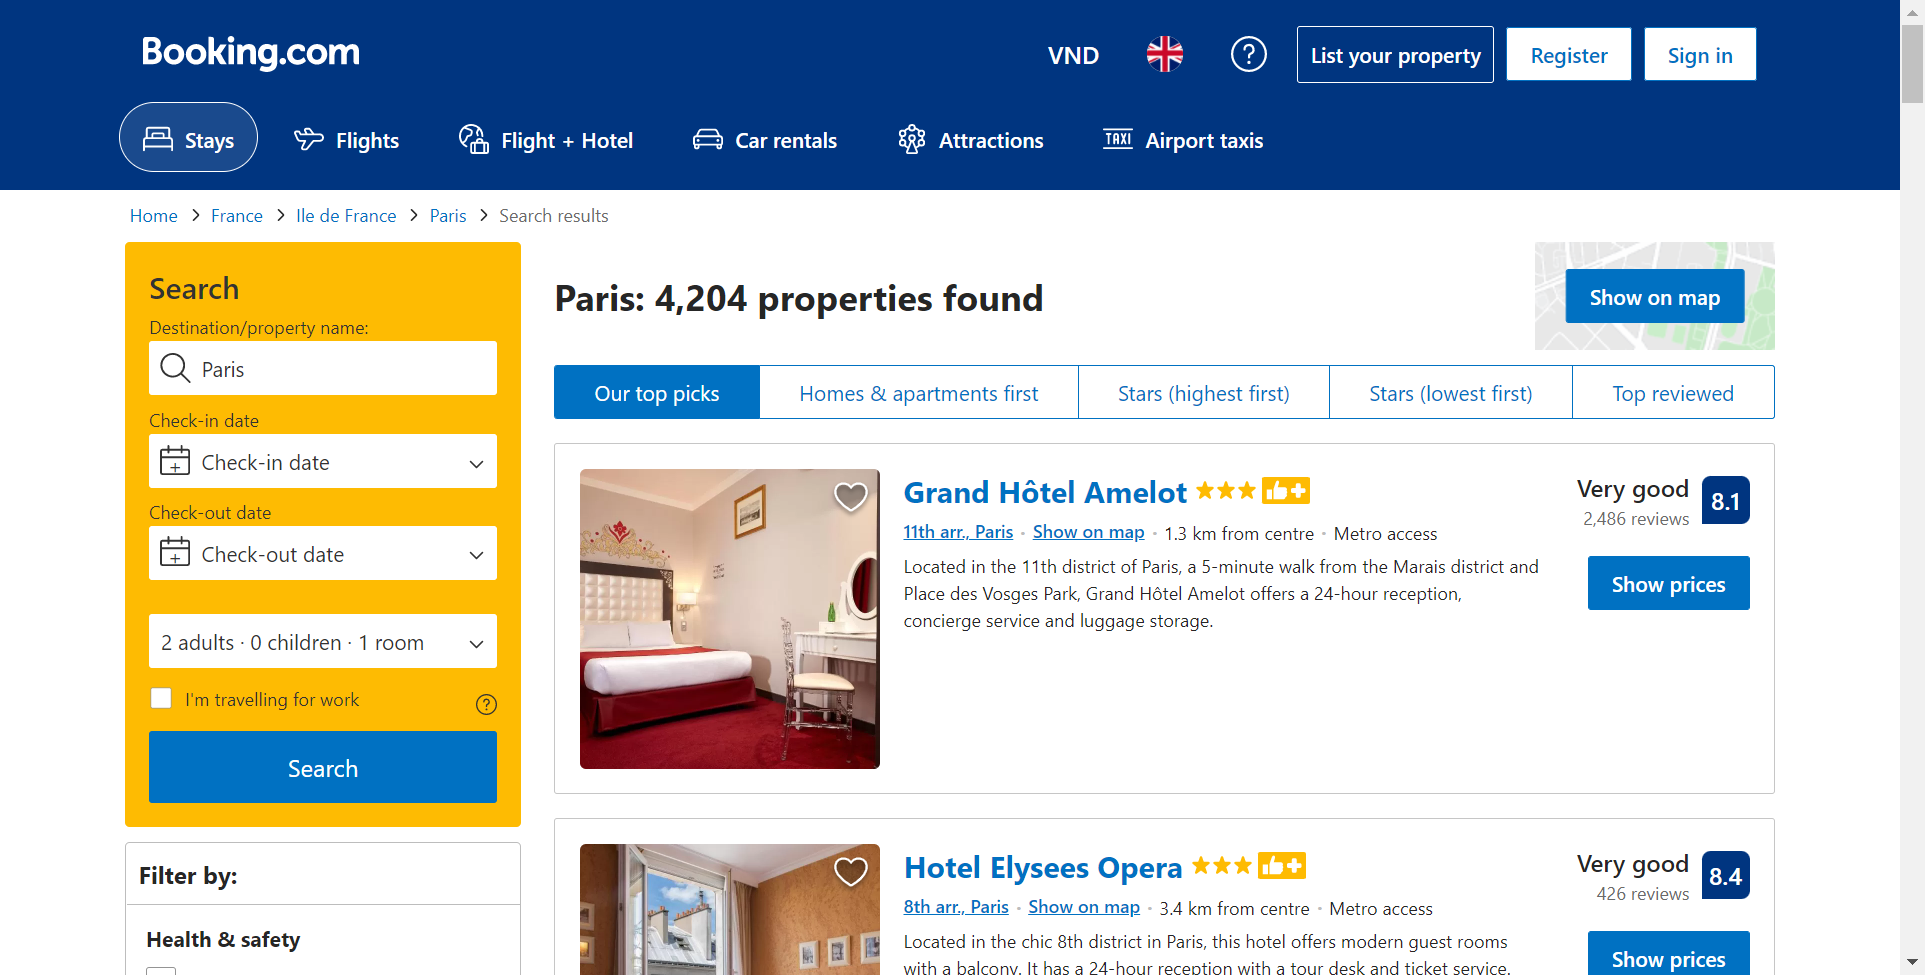 Booking.com
VND
List your property
Register
Sign in
Stays
Flights
Flight + Hotel
Car rentals
TAXI
Airport taxis
Attractions
Home > France > Ile de France > Paris > Search results
Search
Destination/property name:
Paris
Check-in date
Check-in date
Check-out date
Check-out date
2 adults · 0 children · 1 room
I'm travelling for work
Search
Filter by:
Health & safety
Paris: 4,204 properties found
Show on map
Our top picks
Homes & apartments first
Stars (highest first)
Stars (lowest first)
Top reviewed
Grand Hôtel Amelot
11th arr., Paris · Show on map · 1.3 km from centre · Metro access
Located in the 11th district of Paris, a 5-minute walk from the Marais district and
Place des Vosges Park, Grand Hôtel Amelot offers a 24-hour reception,
concierge service and luggage storage.
Very good
2,486 reviews
8.1
Show prices
Hotel Elysees Opera
8th arr., Paris · Show on map · 3.4 km from centre · Metro access
Located in the chic 8th district in Paris, this hotel offers modern guest rooms
with a balcony. It has a 24-hour reception with a tour desk and ticket service.
Very good
426 reviews
8.4
Show prices